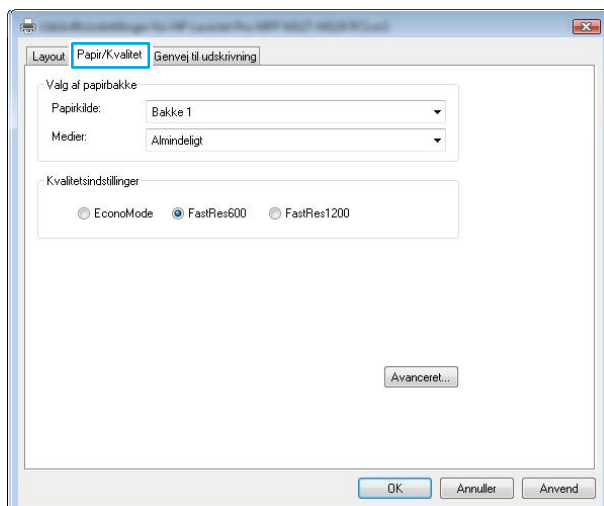 Layout Papir/Kvalitet Genvej til udskrivning
Valg af papirbakke
Papirkilde: Bakke 1
Medier: Almindeligt
Kvalitetsindstillinger
EconoMode FastRes600 FastRes1200
Avanceret...
OK Annuller Anvend